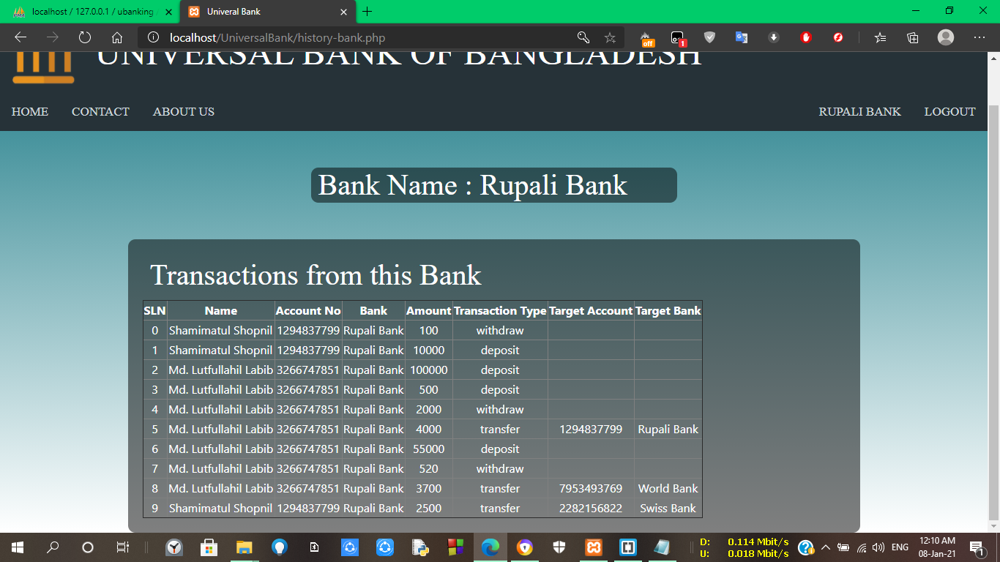 localhost / 127.0.0.1 / ubanking
Univeral Bank
localhost/UniversalBank/history-bank.php
off
1
UNIVERSAL BANK OF BANGLADESH
HOME CONTACT ABOUT US RUPALI BANK LOGOUT
Bank Name : Rupali Bank
Transactions from this Bank
SLN Name Account No Bank Amount Transaction Type Target Account Target Bank
0 Shamimatul Shopnil 1294837799 Rupali Bank 100 withdraw
1 Shamimatul Shopnil 1294837799 Rupali Bank 10000 deposit
2 Md. Lutfullahil Labib 3266747851 Rupali Bank 100000 deposit
3 Md. Lutfullahil Labib 3266747851 Rupali Bank 500 deposit
4 Md. Lutfullahil Labib 3266747851 Rupali Bank 2000 withdraw
5 Md. Lutfullahil Labib 3266747851 Rupali Bank 4000 transfer 1294837799 Rupali Bank
6 Md. Lutfullahil Labib 3266747851 Rupali Bank 55000 deposit
7 Md. Lutfullahil Labib 3266747851 Rupali Bank 520 withdraw
8 Md. Lutfullahil Labib 3266747851 Rupali Bank 3700 transfer 7953493769 World Bank
9 Shamimatul Shopnil 1294837799 Rupali Bank 2500 transfer 2282156822 Swiss Bank
D: 0.114 Mbit/s
U: 0.018 Mbit/s
ENG
12:10 AM
08-Jan-21
1